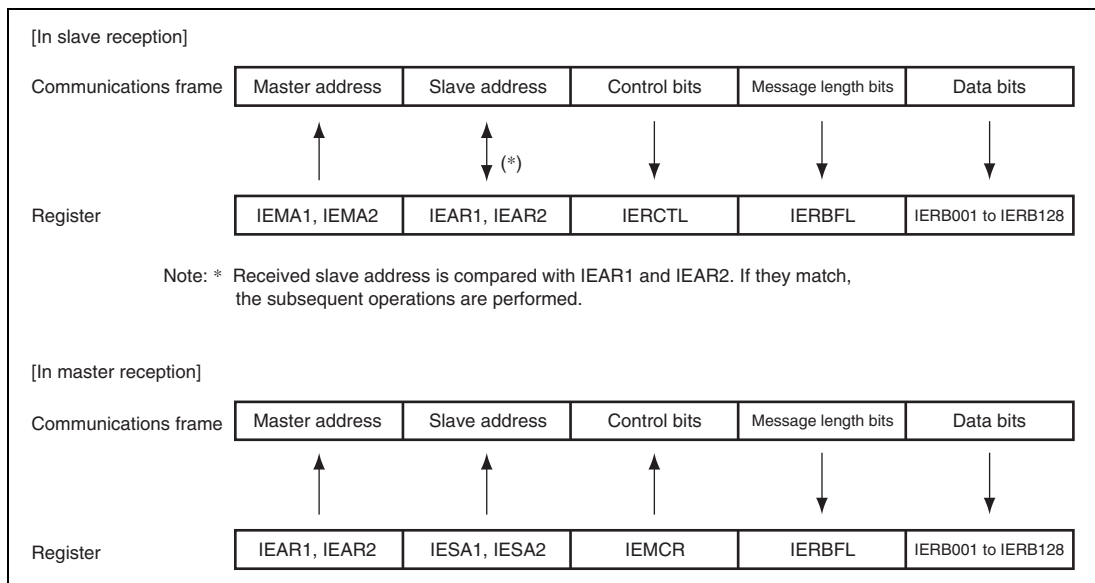 [In slave reception]
Communications frame Master address Slave address Control bits Message length bits Data bits
(*)
Register IEMA1, IEMA2 IEAR1, IEAR2 IERCTL IERBFL IERB001 to IERB128
Note: * Received slave address is compared with IEAR1 and IEAR2. If they match,
the subsequent operations are performed.
[In master reception]
Communications frame Master address Slave address Control bits Message length bits Data bits
Register IEAR1, IEAR2 IESA1, IESA2 IEMCR IERBFL IERB001 to IERB128